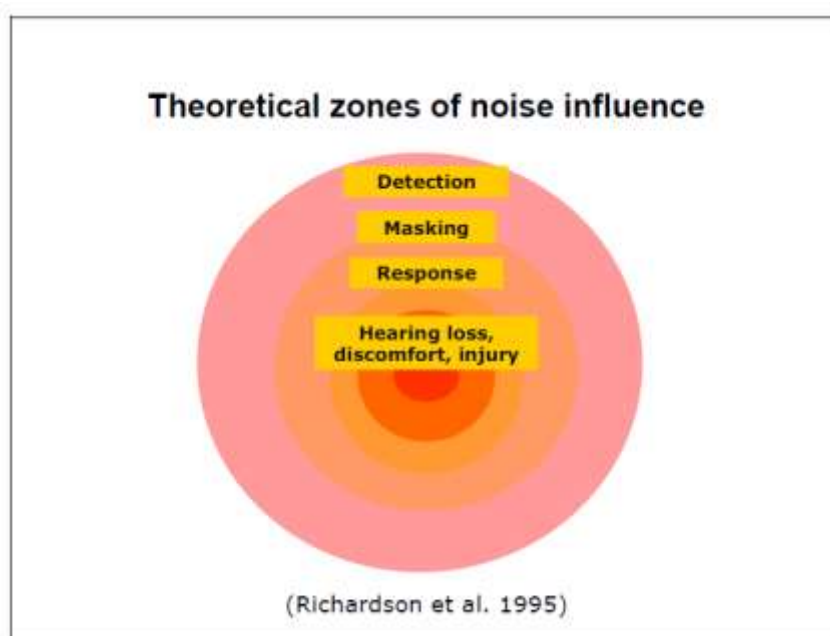 Theoretical zones of noise influence
Detection
Masking
Response
Hearing loss,
discomfort, injury
(Richardson et al. 1995)